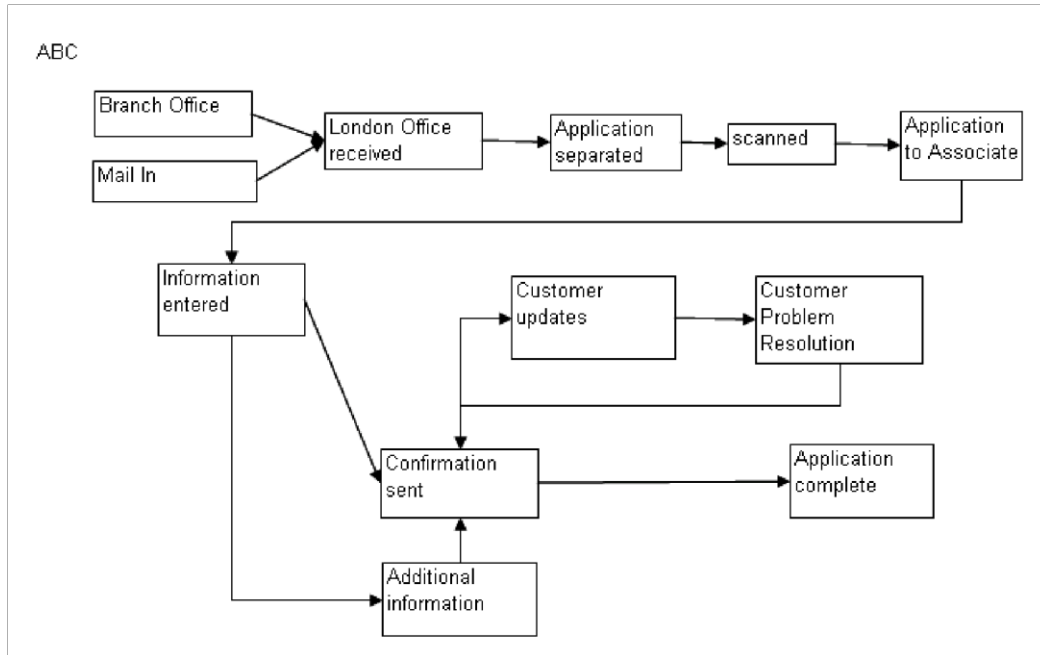 ABC
Branch Office
Mail In
London Office
received
Application
separated
scanned
Application
to Associate
Information
entered
Customer
updates
Customer
Problem
Resolution
Confirmation
sent
Application
complete
Additional
information